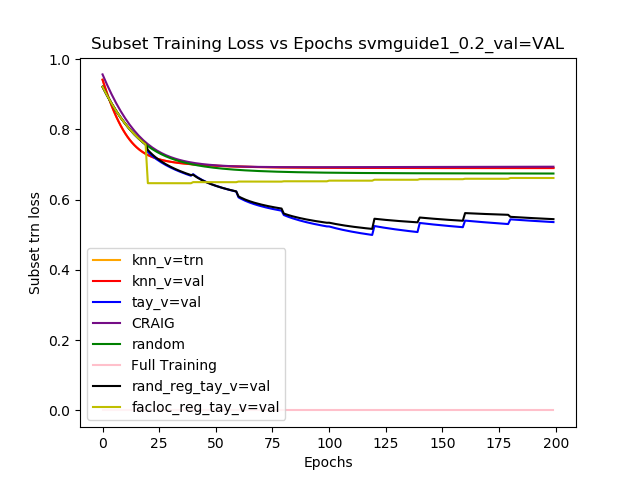 Subset Training Loss vs Epochs svmguide1_0.2_val=VAL
Subset trn loss
1.0
0.8
0.6
0.4
0.2
0.0
knn_v=trn
knn_v=val
tay_v=val
CRAIG
random
Full Training
rand_reg_tay_v=val
facloc_reg_tay_v=val
0 25 50 75 100 125 150 175 200
Epochs